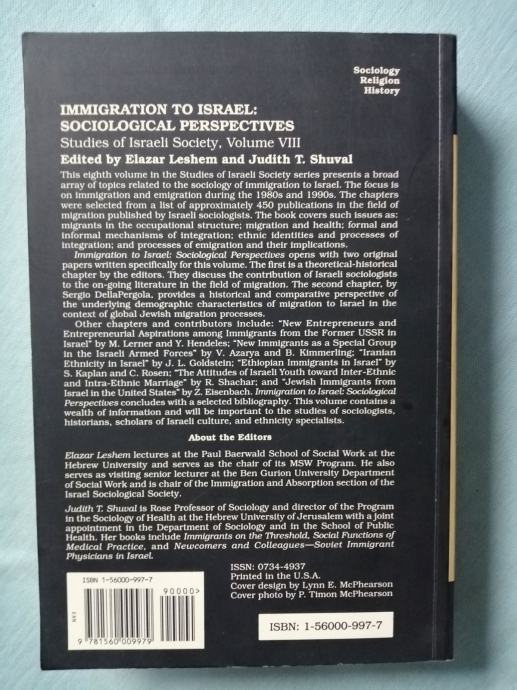 Sociology
Religion
History
IMMIGRATION TO ISRAEL:
SOCIOLOGICAL PERSPECTIVES
Studies of Israeli Society, Volume VIII
Edited by Elazar Leshem and Judith T. Shuval
This eighth volume in the Studies of Israeli Society series presents a broad
array of topics related to the sociology of immigration to Israel. The focus is
on immigration and emigration during the 1980s and 1990s. The chapters
were selected from a list of approximately 450 publications in the field of
migration published by Israeli sociologists. The book covers such issues as:
migrants in the occupational structure; migration and health; formal and
informal mechanisms of integration; ethnic identities and processes of
integration; and processes of emigration and their implications.
Immigration to Israel: Sociological Perspectives opens with two original
papers written specifically for this volume. The first is a theoretical-historical
chapter by the editors. They discuss the contribution of Israeli sociologists
to the on-going literature in the field of migration. The second chapter, by
Sergio DellaPergola, provides a historical and comparative perspective of
the underlying demographic characteristics of migration to Israel in the
context of global Jewish migration processes.
Other chapters and contributors include: "New Entrepreneurs and
Entrepreneurial Aspirations among Immigrants from the Former USSR in
Israel" by M. Lerner and Y. Hendeles; "New Immigrants as a Special Group
in the Israeli Armed Forces" by V. Azarya and B. Kimmerling; "Iranian
Ethnicity in Israel" by J. L. Goldstein; "Ethiopian Immigrants in Israel" by
S. Kaplan and C. Rosen; "The Attitudes of Israeli Youth toward Inter-Ethnic
and Intra-Ethnic Marriage" by R. Shachar; and "Jewish Immigrants from
Israel in the United States" by Z. Eisenbach. Immigration to Israel: Sociological
Perspectives concludes with a selected bibliography. This volume contains a
wealth of information and will be important to the studies of sociologists,
historians, scholars of Israeli culture, and ethnicity specialists.
About the Editors
Elazar Leshem lectures at the Paul Baerwald School of Social Work at the
Hebrew University and serves as the chair of its MSW Program. He also
serves as visiting senior lecturer at the Ben Gurion University Department
of Social Work and is chair of the Immigration and Absorption section of the
Israel Sociological Society.
Judith T. Shuval is Rose Professor of Sociology and director of the Program
in the Sociology of Health at the Hebrew University of Jerusalem with a joint
appointment in the Department of Sociology and in the School of Public
Health. Her books include Immigrants on the Threshold, Social Functions of
Medical Practice, and Newcomers and Colleagues—Soviet Immigrant
Physicians in Israel.
ISSN: 0734-4937
Printed in the U.S.A.
Cover design by Lynn E. McPhearson
Cover photo by P. Timon McPhearson
ISBN 1-56000-997-7
90000>
EAN
9 781560 009979
ISBN: 1-56000-997-7